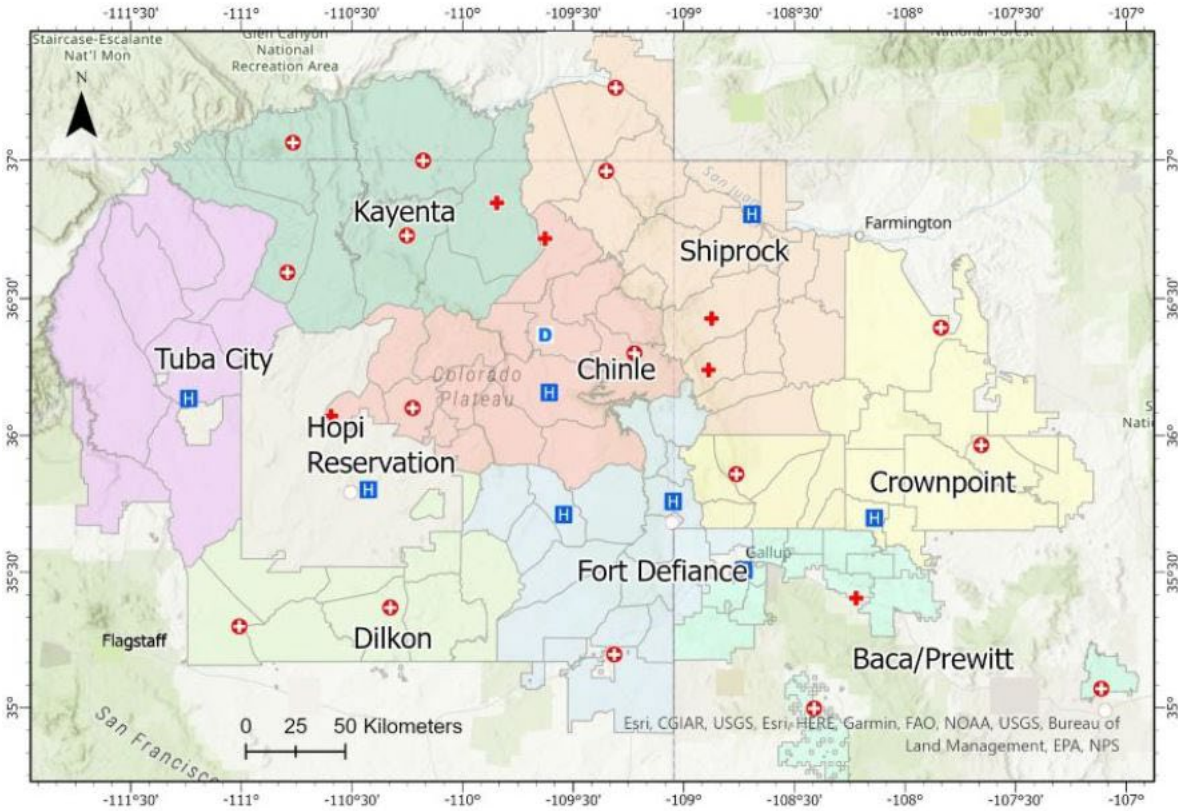 -111°30' -111° -110°30' -110° -109°30' -109° -108°30' -108° -107°30' -107°
Staircase-Escalante
Nat'l Mon
Glen Canyon
National
Recreation Area
National Forest
N
37°
37°
San Juan
Kayenta
Farmington
Shiprock
36°30'
36°30'
Tuba City
D
Chinle
Colorado
Plateau
H
H
H
36°
36°
Hopi
Reservation
Crownpoint
H
H
H
H
Gallup
35°30'
35°30'
Fort Defiance
Flagstaff
Dilkon
Baca/Prewitt
35°
35°
0 25 50 Kilometers
San Francisco
Esri, CGIAR, USGS, Esri, HERE, Garmin, FAO, NOAA, USGS, Bureau of
Land Management, EPA, NPS
-111°30' -111° -110°30' -110° -109°30' -109° -108°30' -108° -107°30' -107°